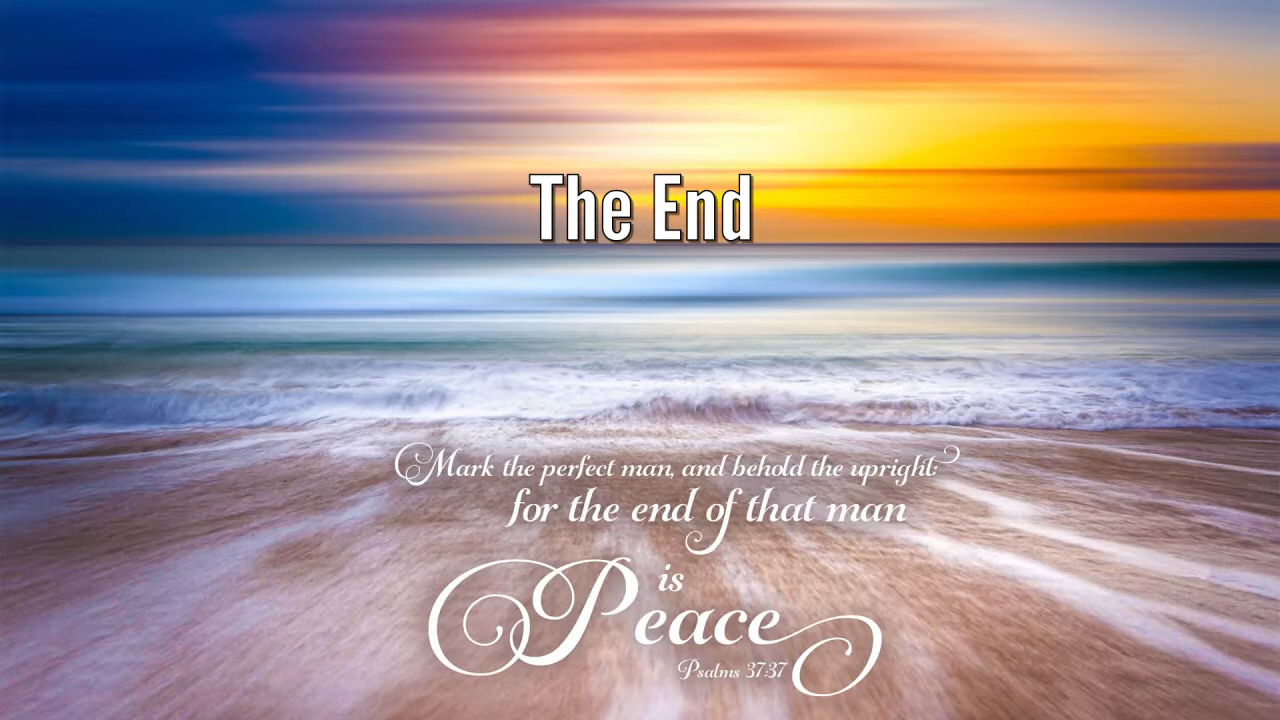 The End
Mark the perfect man, and behold the upright:
for the end of that man
is
Peace
Psalms 37:37